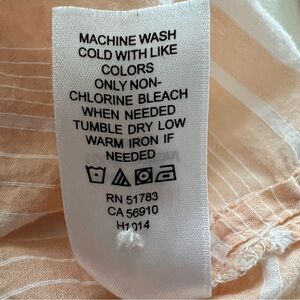 MACHINE WASH
COLD WITH LIKE
COLORS
ONLY NON-
CHLORINE BLEACH
WHEN NEEDED
TUMBLE DRY LOW
WARM IRON IF
NEEDED
RN 51783
CA 56910
H1014